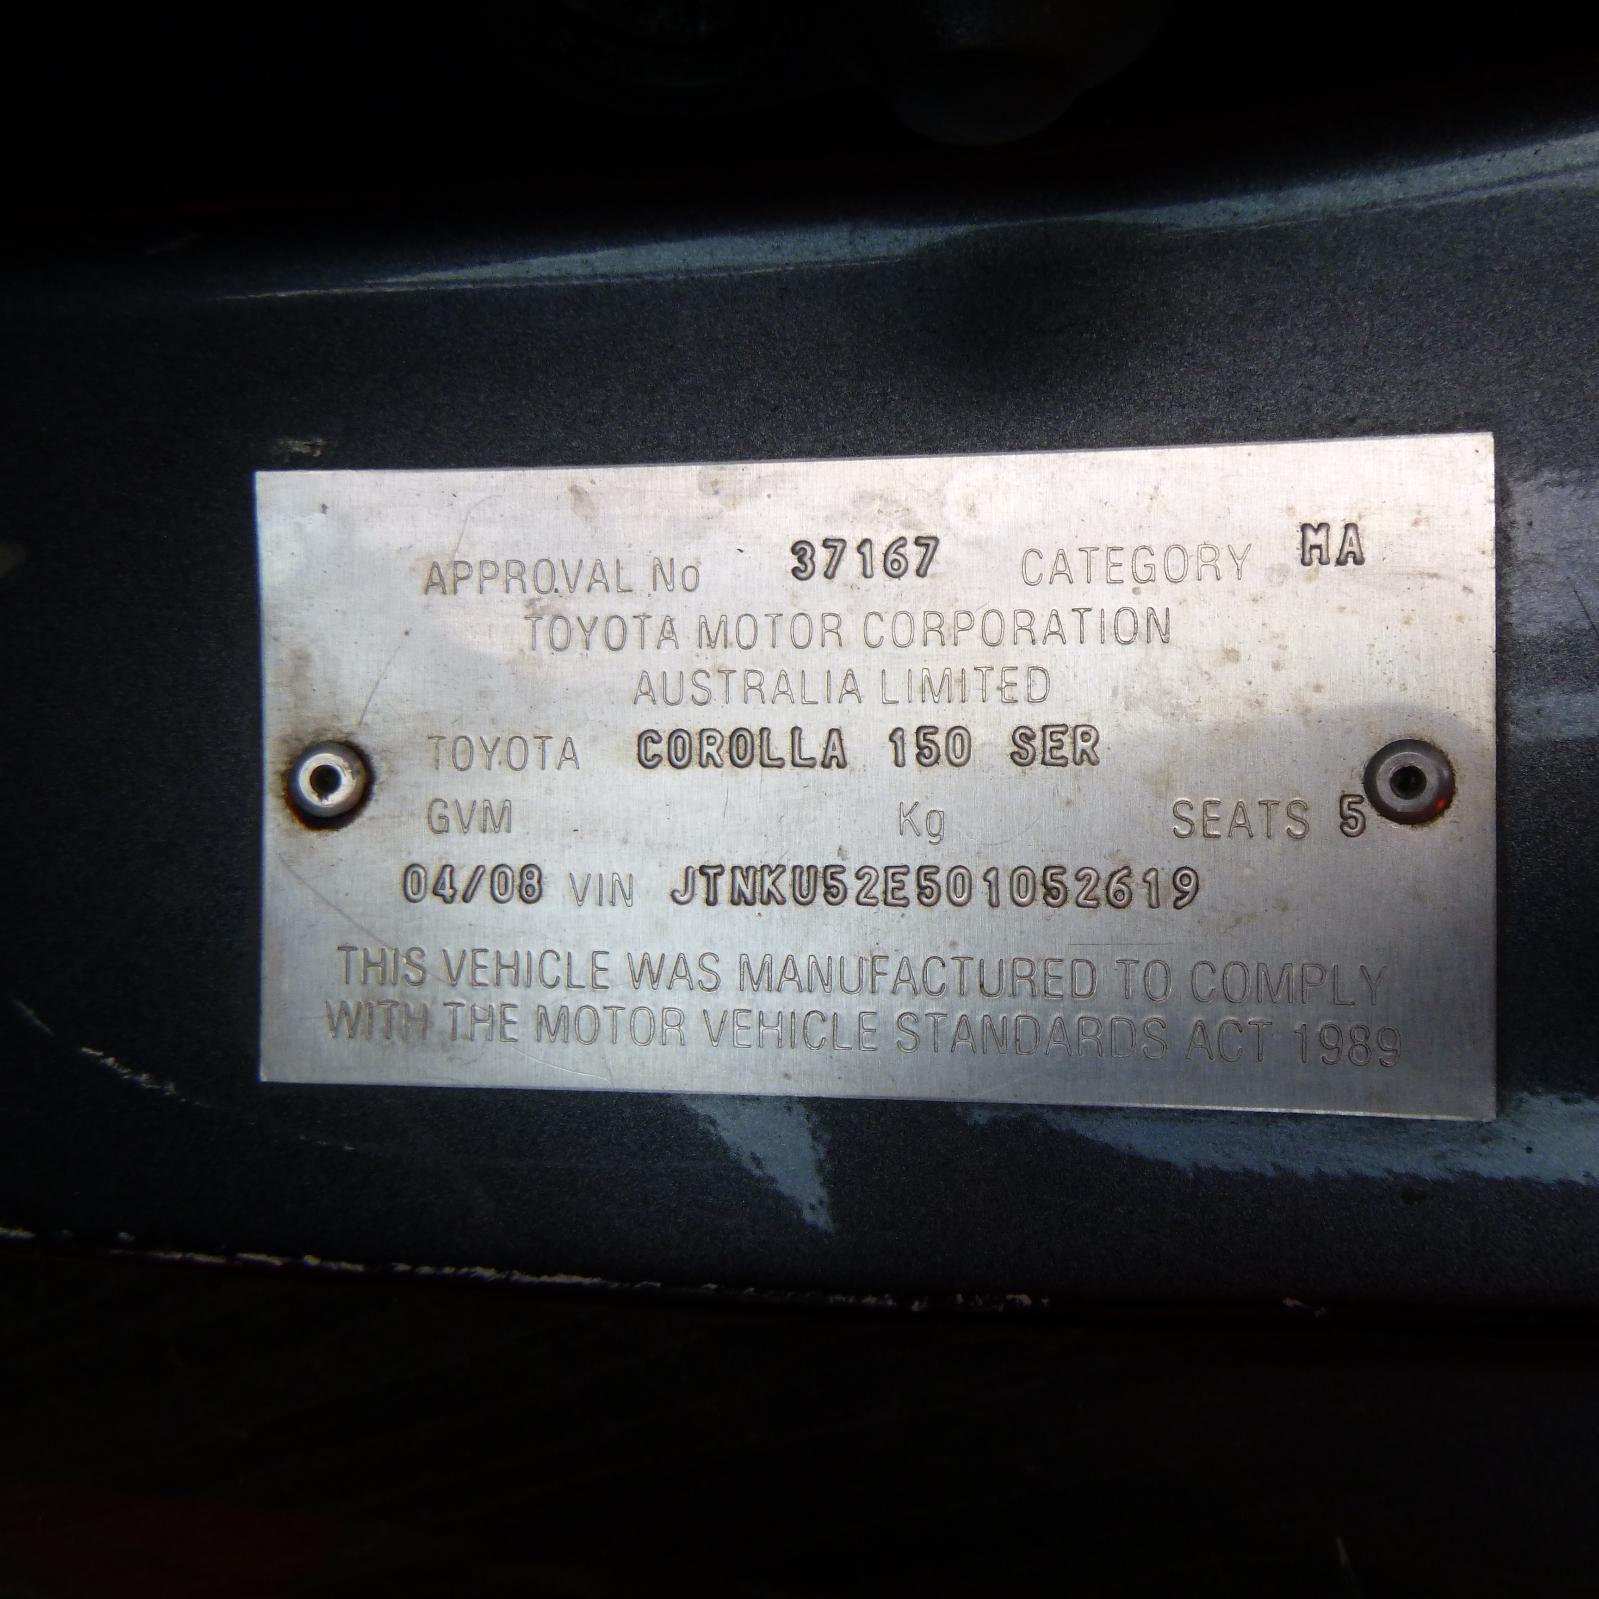 APPROVAL No 37167 CATEGORY MA
TOYOTA MOTOR CORPORATION
AUSTRALIA LIMITED
TOYOTA COROLLA 150 SER
GVM Kg SEATS 5
04/08 VIN JTNKU52E501052619
THIS VEHICLE WAS MANUFACTURED TO COMPLY
WITH THE MOTOR VEHICLE STANDARDS ACT 1989